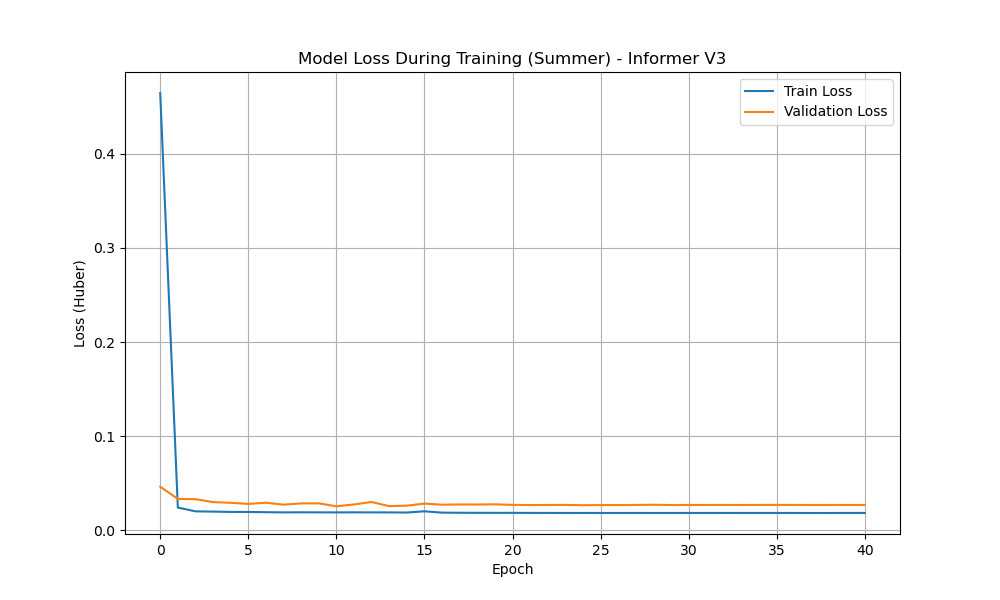 Model Loss During Training (Summer) - Informer V3
Train Loss
Validation Loss
Loss (Huber)
0.4
0.3
0.2
0.1
0.0
0 5 10 15 20 25 30 35 40
Epoch